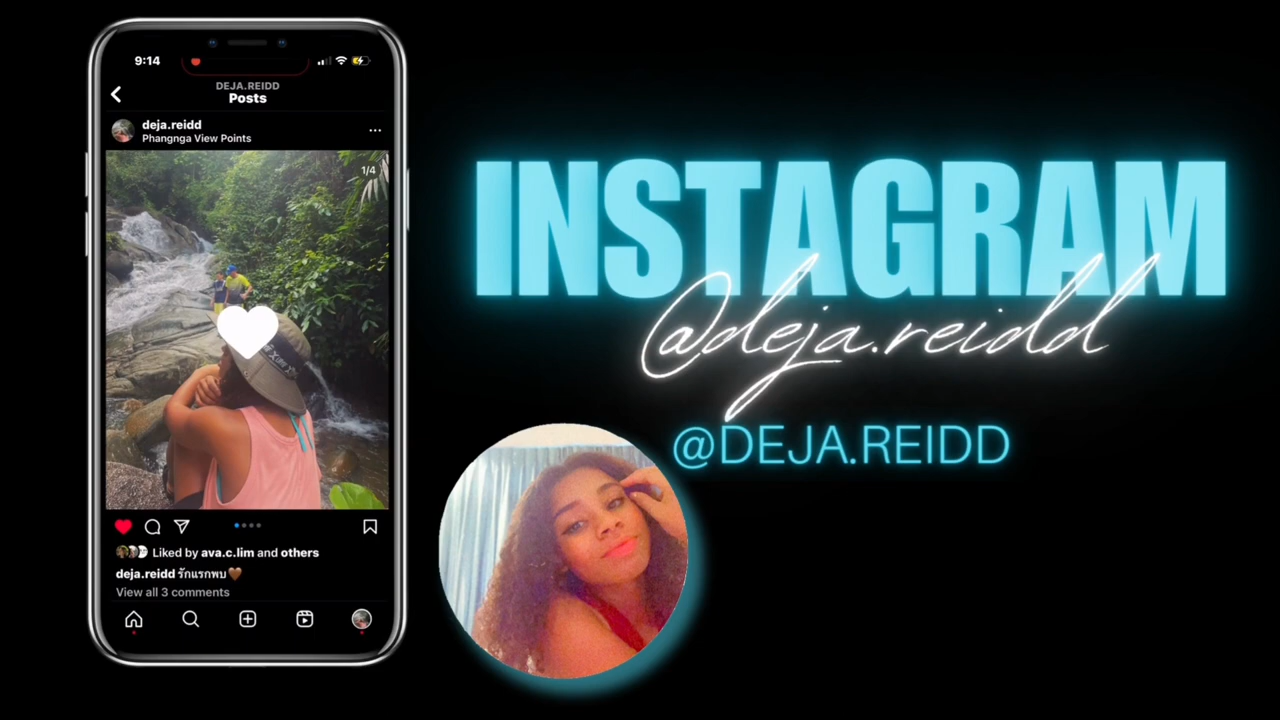 9:14
DEJA.REIDD
Posts
deja.reidd
Phangnga View Points
1/4
Liked by ava.c.lim and others
deja.reidd รักแรกพบ🤎
View all 3 comments
INSTAGRAM
@deja.reidd
@DEJA.REIDD